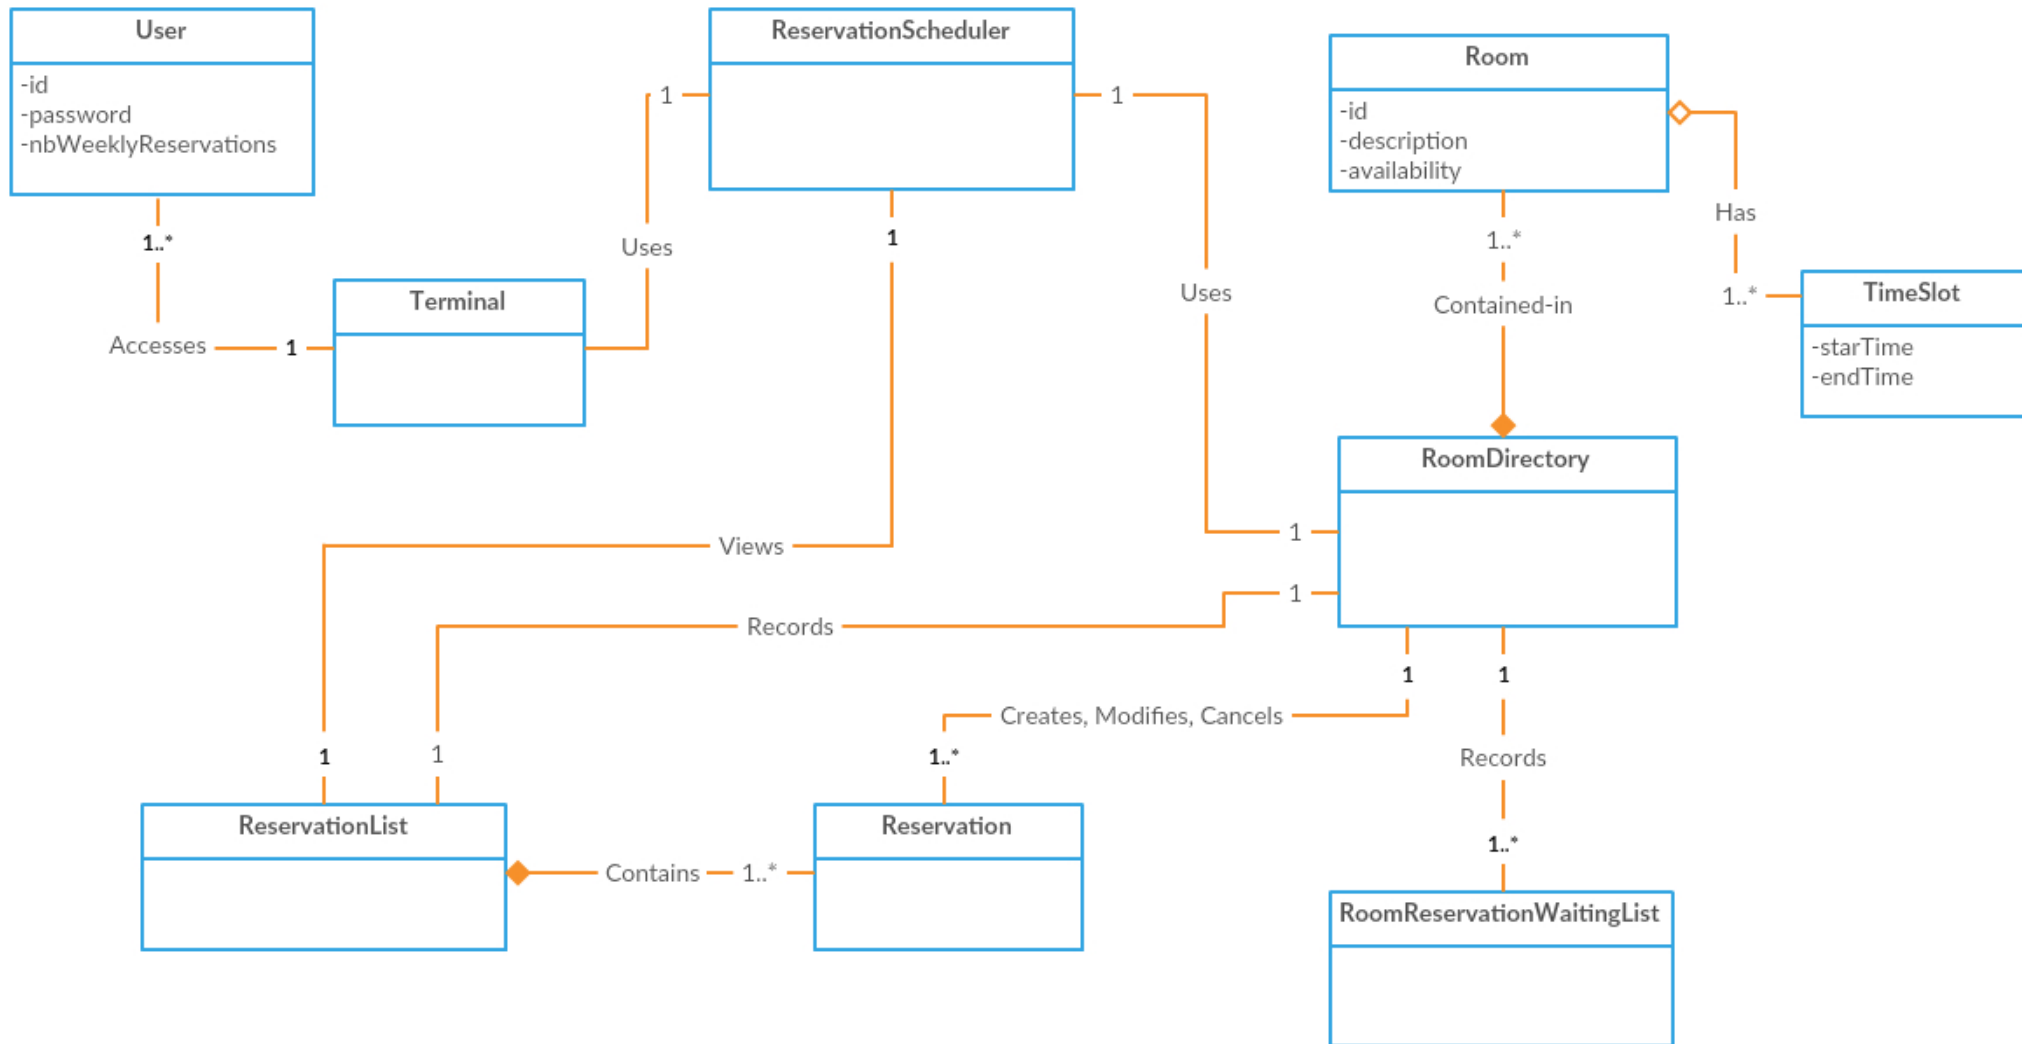 User
-id
-password
-nbWeeklyReservations
ReservationScheduler
Room
-id
-description
-availability
1
1
Uses
1..*
Accesses
1
Terminal
1
Uses
1..*
Contained-in
Has
1..*
TimeSlot
-starTime
-endTime
RoomDirectory
1
Views
1
Records
1
Creates, Modifies, Cancels
1
Records
1
1
1..*
1..*
ReservationList
Contains
1..*
Reservation
RoomReservationWaitingList